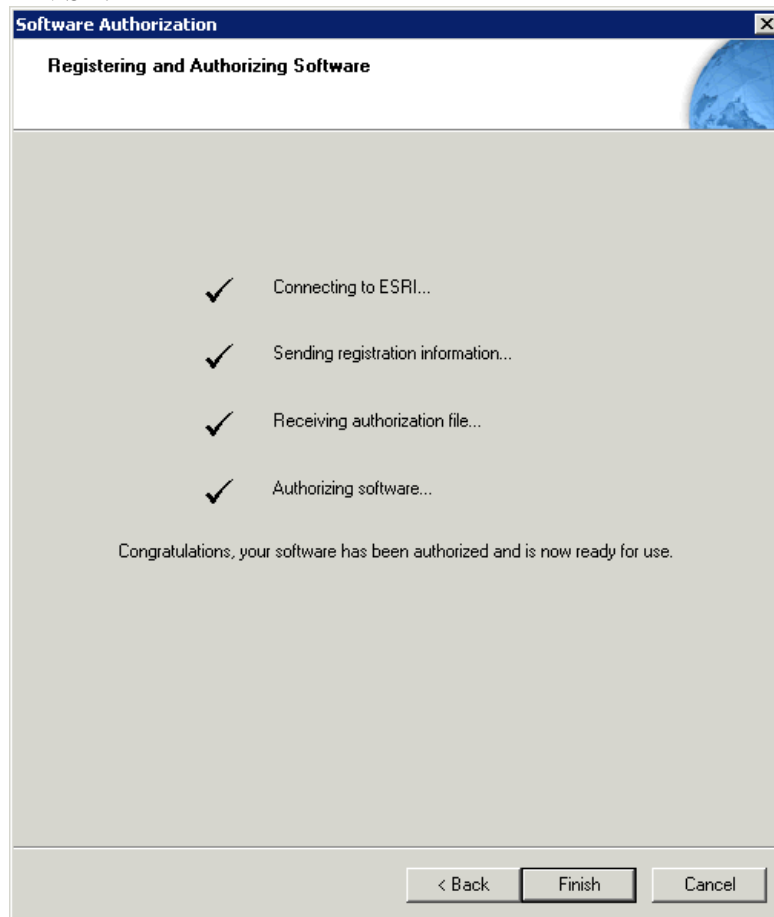 Software Authorization
Registering and Authorizing Software
Connecting to ESRI...
Sending registration information...
Receiving authorization file...
Authorizing software...
Congratulations, your software has been authorized and is now ready for use.
< Back
Finish
Cancel